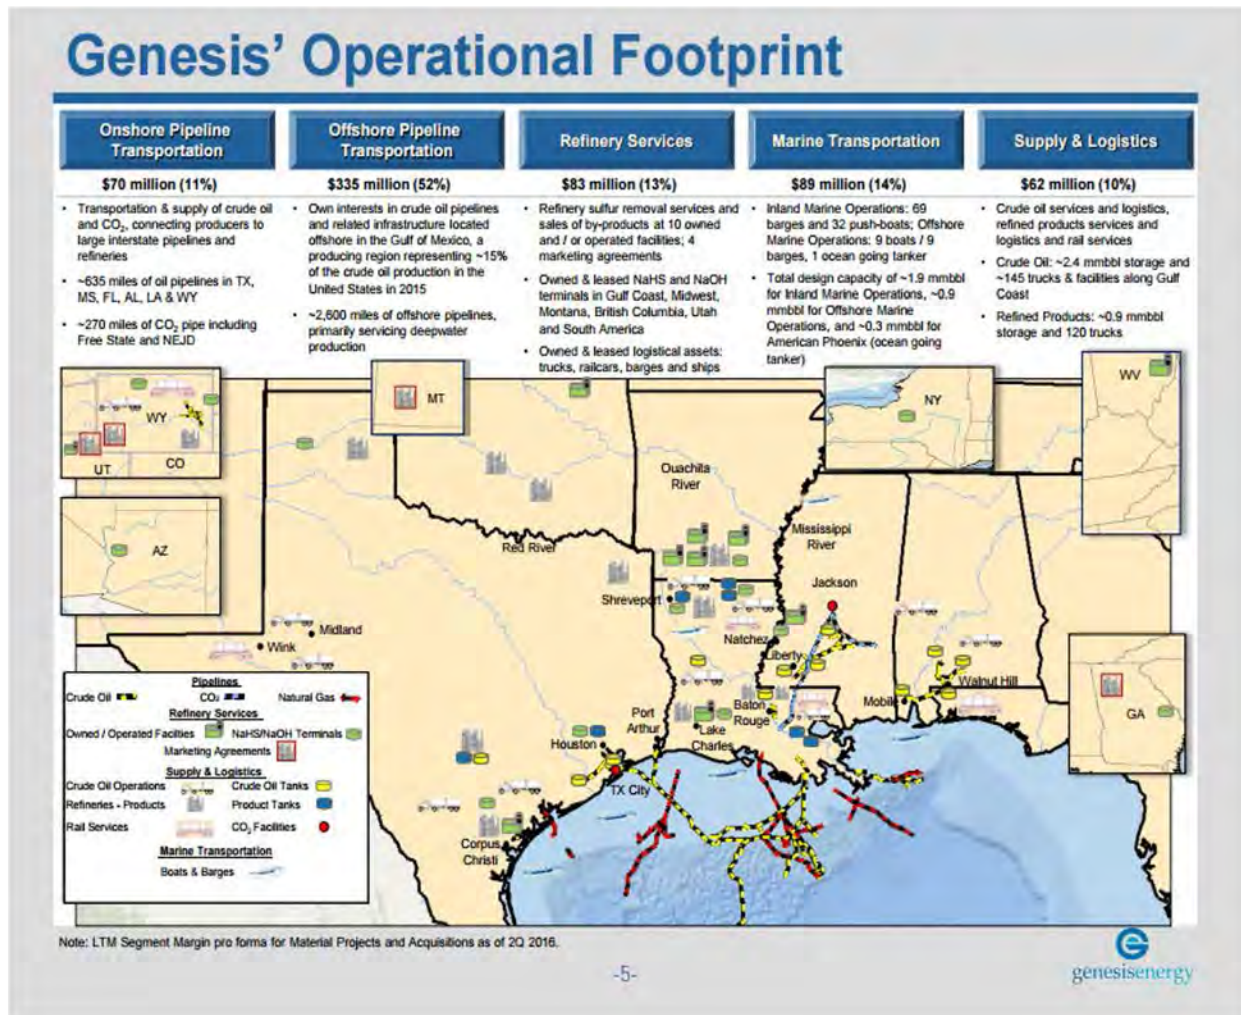 Genesis' Operational Footprint
Onshore Pipeline
Transportation
$70 million (11%)
• Transportation & supply of crude oil
and CO₂, connecting producers to
large interstate pipelines and
refineries
• ~635 miles of oil pipelines in TX,
MS, FL, AL, LA & WY
• ~270 miles of CO₂ pipe including
Free State and NEJD
Offshore Pipeline
Transportation
$335 million (52%)
• Own interests in crude oil pipelines
and related infrastructure located
offshore in the Gulf of Mexico, a
producing region representing ~15%
of the crude oil production in the
United States in 2015
• ~2,600 miles of offshore pipelines,
primarily servicing deepwater
production
Refinery Services
$83 million (13%)
• Refinery sulfur removal services and
sales of by-products at 10 owned
and / or operated facilities; 4
marketing agreements
• Owned & leased NaHS and NaOH
terminals in Gulf Coast, Midwest,
Montana, British Columbia, Utah
and South America
• Owned & leased logistical assets:
trucks, railcars, barges and ships
Marine Transportation
$89 million (14%)
• Inland Marine Operations: 69
barges and 32 push-boats; Offshore
Marine Operations: 9 boats / 9
barges, 1 ocean going tanker
• Total design capacity of ~1.9 mmbbl
for Inland Marine Operations, ~0.9
mmbbl for Offshore Marine
Operations, and ~0.3 mmbbl for
American Phoenix (ocean going
tanker)
Supply & Logistics
$62 million (10%)
• Crude oil services and logistics,
refined products services and
logistics and rail services
• Crude Oil: ~2.4 mmbbl storage and
~145 trucks & facilities along Gulf
Coast
• Refined Products: ~0.9 mmbbl
storage and 120 trucks
WY
UT
CO
MT
NY
WV
AZ
GA
Ouachila
River
Mississippi
River
Red River
Jackson
Shreveport
Natchez
Liberty
Midland
Wink
Walnut Hill
Mobile
Baton
Rouge
Port
Arthur
Lake
Charles
Houston
TX City
Corpus
Christi
Pipelines
Crude Oil
CO₂
Natural Gas
Refinery Services
Owned / Operated Facilties
NaHS/NaOH Terminals
Marketing Agreements
Supply & Logistics
Crude Oil Operations
Crude Oil Tanks
Refineries - Products
Product Tanks
Rail Services
CO₂ Facilities
Marine Transportation
Boats & Barges
Note: LTM Segment Margin pro forma for Material Projects and Acquisitions as of 2Q 2016.
-5-
genesisenergy